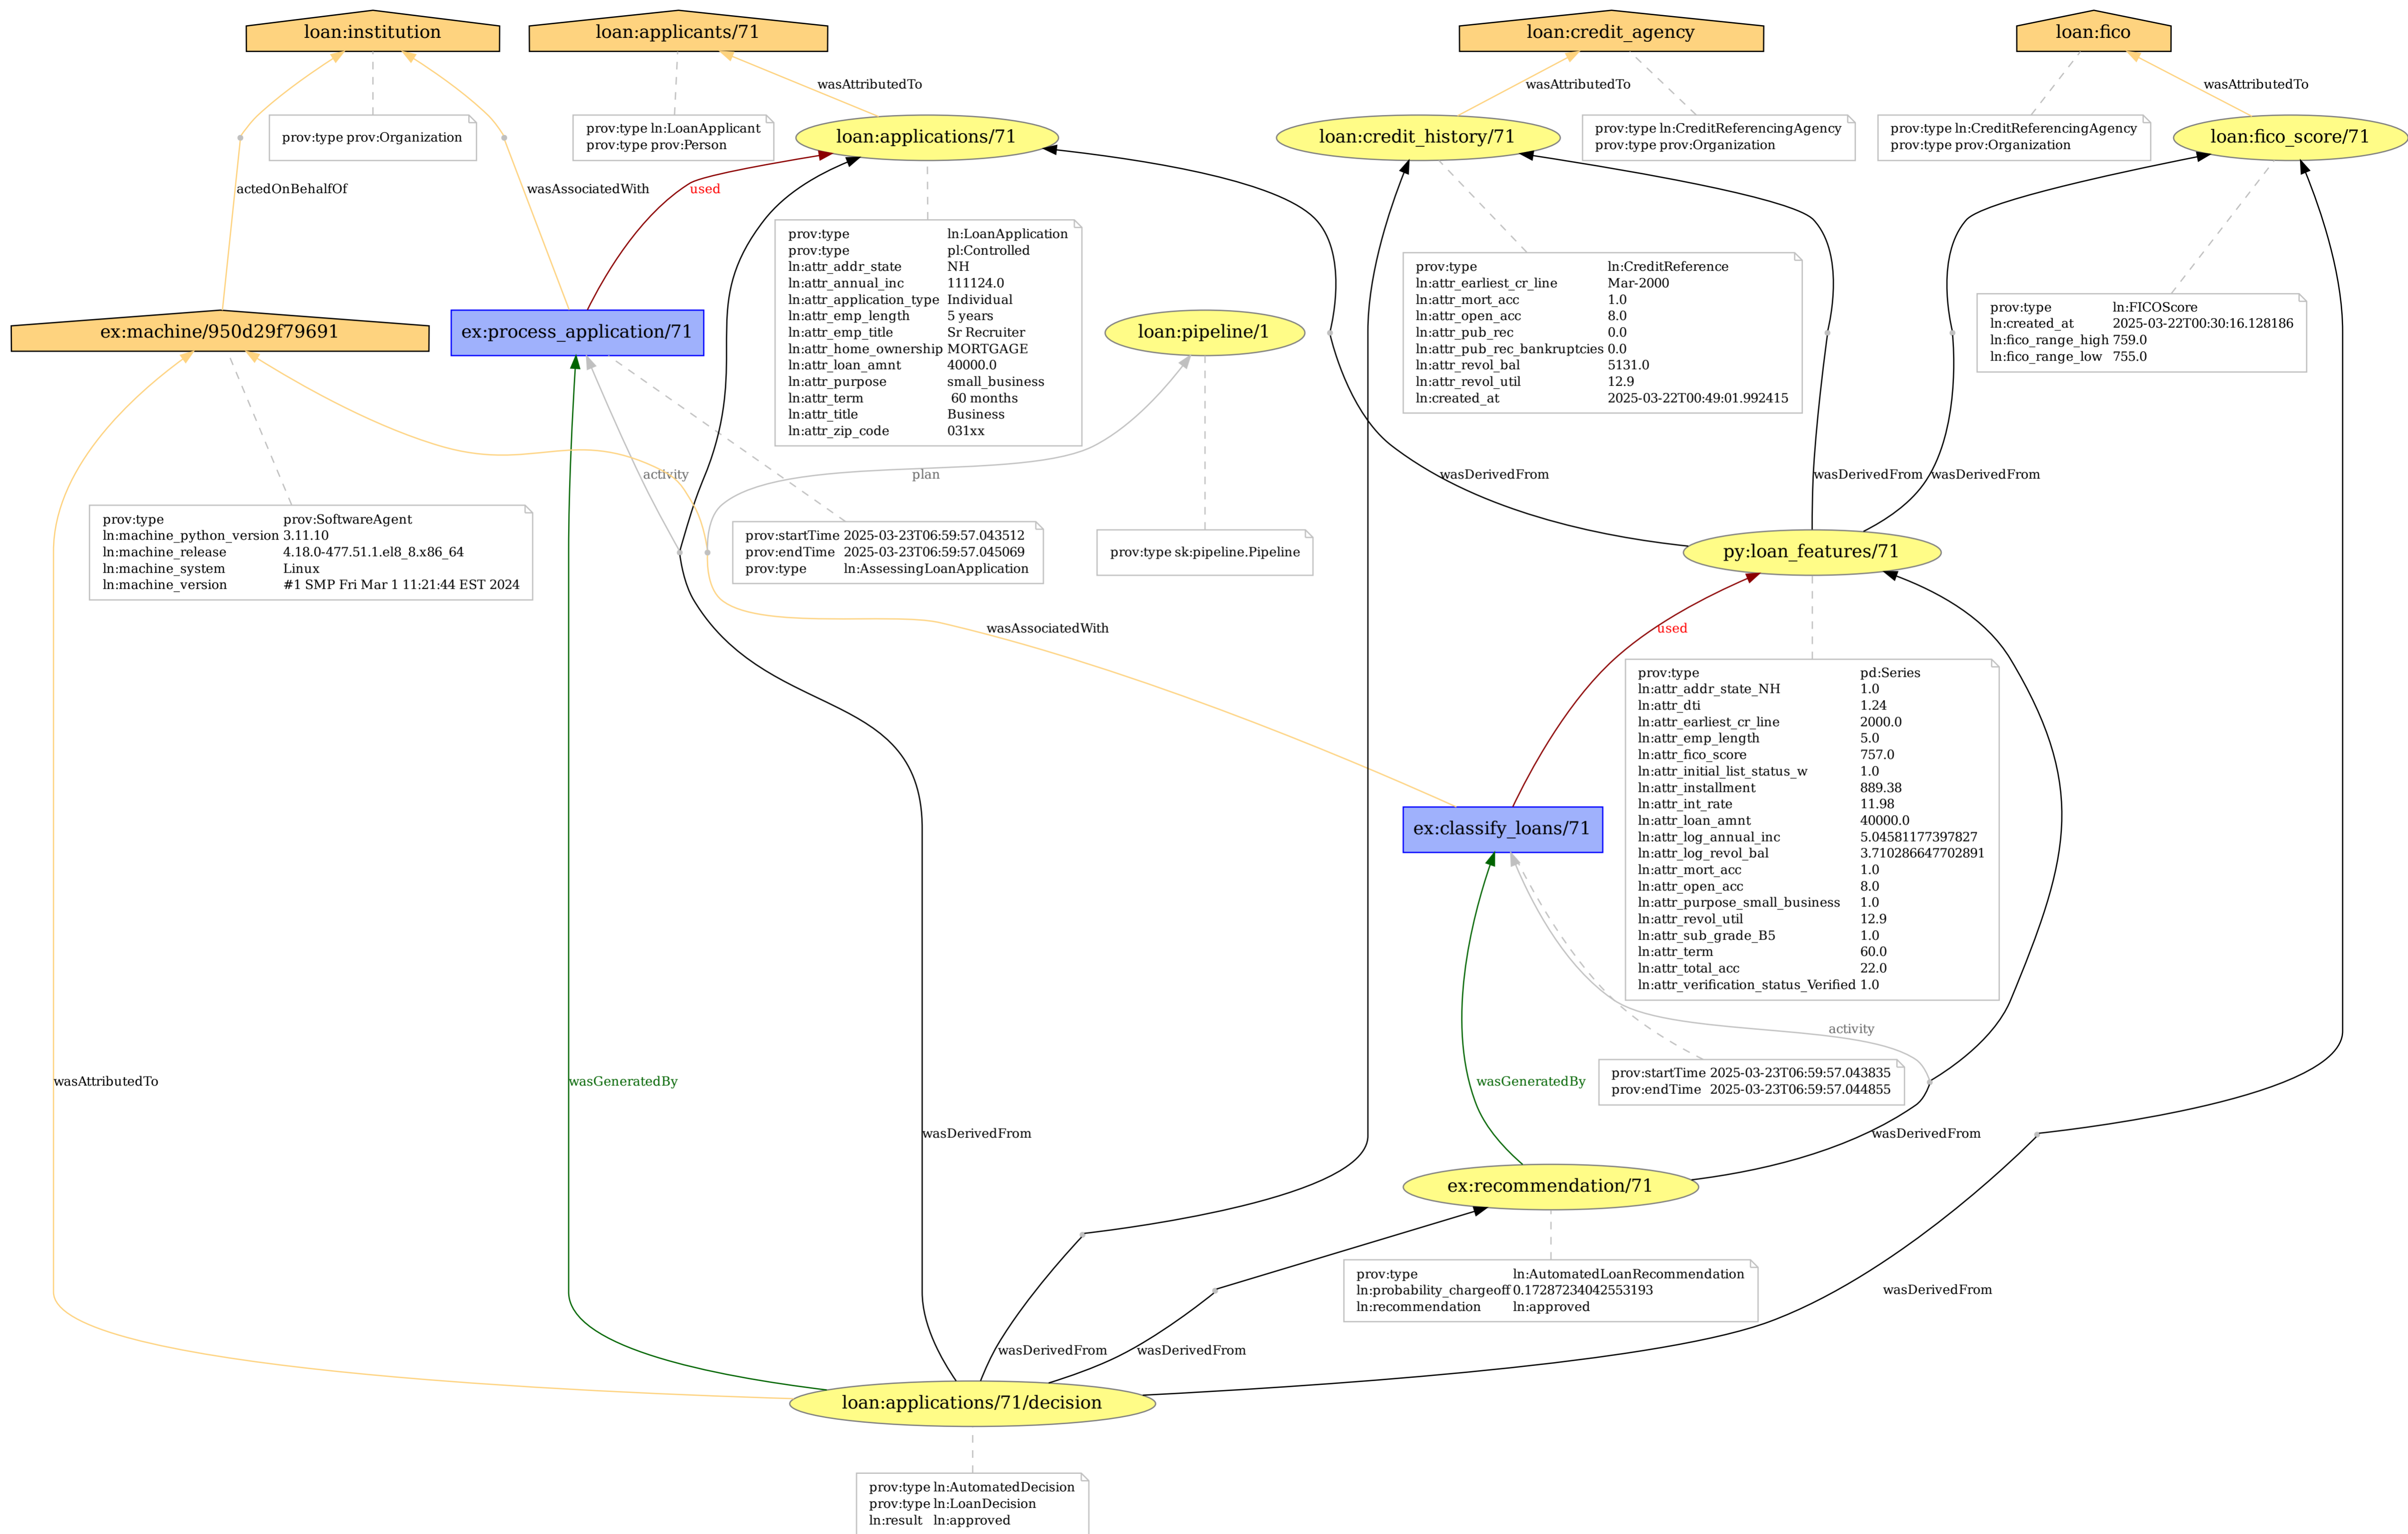 loan:institution
loan:applicants/71
loan:credit_agency
loan:fico
wasAttributedTo
wasAttributedTo
wasAttributedTo
prov:type prov:Organization
prov:type ln:LoanApplicant
prov:type prov:Person
loan:applications/71
loan:credit_history/71
prov:type ln:CreditReferencingAgency
prov:type prov:Organization
prov:type ln:CreditReferencingAgency
prov:type prov:Organization
loan:fico_score/71
actedOnBehalfOf
wasAssociatedWith
used
prov:type ln:LoanApplication
prov:type pl:Controlled
ln:attr_addr_state NH
ln:attr_annual_inc 111124.0
ln:attr_application_type Individual
ln:attr_emp_length 5 years
ln:attr_emp_title Sr Recruiter
ln:attr_home_ownership MORTGAGE
ln:attr_loan_amnt 40000.0
ln:attr_purpose small_business
ln:attr_term 60 months
ln:attr_title Business
ln:attr_zip_code 031xx
prov:type ln:CreditReference
ln:attr_earliest_cr_line Mar-2000
ln:attr_mort_acc 1.0
ln:attr_open_acc 8.0
ln:attr_pub_rec 0.0
ln:attr_pub_rec_bankruptcies 0.0
ln:attr_revol_bal 5131.0
ln:attr_revol_util 12.9
ln:created_at 2025-03-22T00:49:01.992415
prov:type ln:FICOScore
ln:created_at 2025-03-22T00:30:16.128186
ln:fico_range_high 759.0
ln:fico_range_low 755.0
ex:machine/950d29f79691
ex:process_application/71
loan:pipeline/1
activity
plan
wasDerivedFrom
wasDerivedFrom
wasDerivedFrom
prov:type prov:SoftwareAgent
ln:machine_python_version 3.11.10
ln:machine_release 4.18.0-477.51.1.el8_8.x86_64
ln:machine_system Linux
ln:machine_version #1 SMP Fri Mar 1 11:21:44 EST 2024
prov:startTime 2025-03-23T06:59:57.043512
prov:endTime 2025-03-23T06:59:57.045069
prov:type ln:AssessingLoanApplication
prov:type sk:pipeline.Pipeline
py:loan_features/71
wasAssociatedWith
used
prov:type pd:Series
ln:attr_addr_state_NH 1.0
ln:attr_dti 1.24
ln:attr_earliest_cr_line 2000.0
ln:attr_emp_length 5.0
ln:attr_fico_score 757.0
ln:attr_initial_list_status_w 1.0
ln:attr_installment 889.38
ln:attr_int_rate 11.98
ln:attr_loan_amnt 40000.0
ln:attr_log_annual_inc 5.04581177397827
ln:attr_log_revol_bal 3.710286647702891
ln:attr_mort_acc 1.0
ln:attr_open_acc 8.0
ln:attr_purpose_small_business 1.0
ln:attr_revol_util 12.9
ln:attr_sub_grade_B5 1.0
ln:attr_term 60.0
ln:attr_total_acc 22.0
ln:attr_verification_status_Verified 1.0
ex:classify_loans/71
activity
wasAttributedTo
wasGeneratedBy
wasGeneratedBy
prov:startTime 2025-03-23T06:59:57.043835
prov:endTime 2025-03-23T06:59:57.044855
wasDerivedFrom
wasDerivedFrom
ex:recommendation/71
prov:type ln:AutomatedLoanRecommendation
ln:probability_chargeoff 0.17287234042553193
ln:recommendation ln:approved
wasDerivedFrom
wasDerivedFrom
wasDerivedFrom
loan:applications/71/decision
prov:type ln:AutomatedDecision
prov:type ln:LoanDecision
ln:result ln:approved